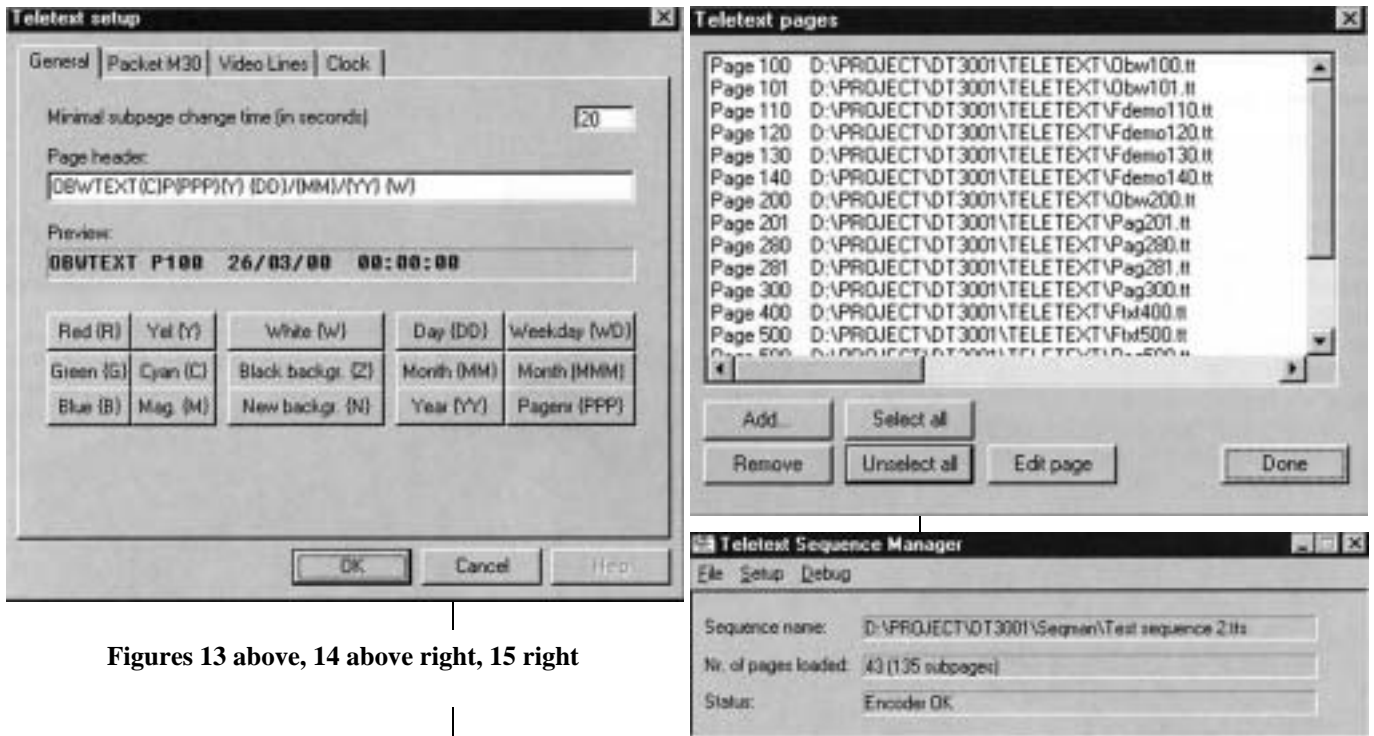 Teletext setup
General Packet M30 Video Lines Clock
Minimal subpage change time (in seconds) 20
Page header:
OBWTEXT{C}P{PPP}{Y} {DD}/{MM}/{YY} {W}
Preview:
OBWTEXT P100 26/03/00 00:00:00
Red {R} Yel {Y} White {W} Day {DD} Weekday {WD}
Green {G} Cyan {C} Black backgr. {Z} Month {MM} Month {MMM}
Blue {B} Mag. {M} New backgr. {N} Year {YY} Pagenr {PPP}
OK Cancel Help
Figures 13 above, 14 above right, 15 right
Teletext pages
Page 100 D:\PROJECT\DT3001\TELETEXT\Obw100.tt
Page 101 D:\PROJECT\DT3001\TELETEXT\Obw101.tt
Page 110 D:\PROJECT\DT3001\TELETEXT\Fdemo110.tt
Page 120 D:\PROJECT\DT3001\TELETEXT\Fdemo120.tt
Page 130 D:\PROJECT\DT3001\TELETEXT\Fdemo130.tt
Page 140 D:\PROJECT\DT3001\TELETEXT\Fdemo140.tt
Page 200 D:\PROJECT\DT3001\TELETEXT\Obw200.tt
Page 201 D:\PROJECT\DT3001\TELETEXT\Pag201.tt
Page 280 D:\PROJECT\DT3001\TELETEXT\Pag280.tt
Page 281 D:\PROJECT\DT3001\TELETEXT\Pag281.tt
Page 300 D:\PROJECT\DT3001\TELETEXT\Pag300.tt
Page 400 D:\PROJECT\DT3001\TELETEXT\Ftxt400.tt
Page 500 D:\PROJECT\DT3001\TELETEXT\Ftxt500.tt
Add... Select all
Remove Unselect all Edit page Done
Teletext Sequence Manager
File Setup Debug
Sequence name: D:\PROJECT\DT3001\Seqman\Test sequence 2.tts
Nr. of pages loaded: 43 (135 subpages)
Status: Encoder OK